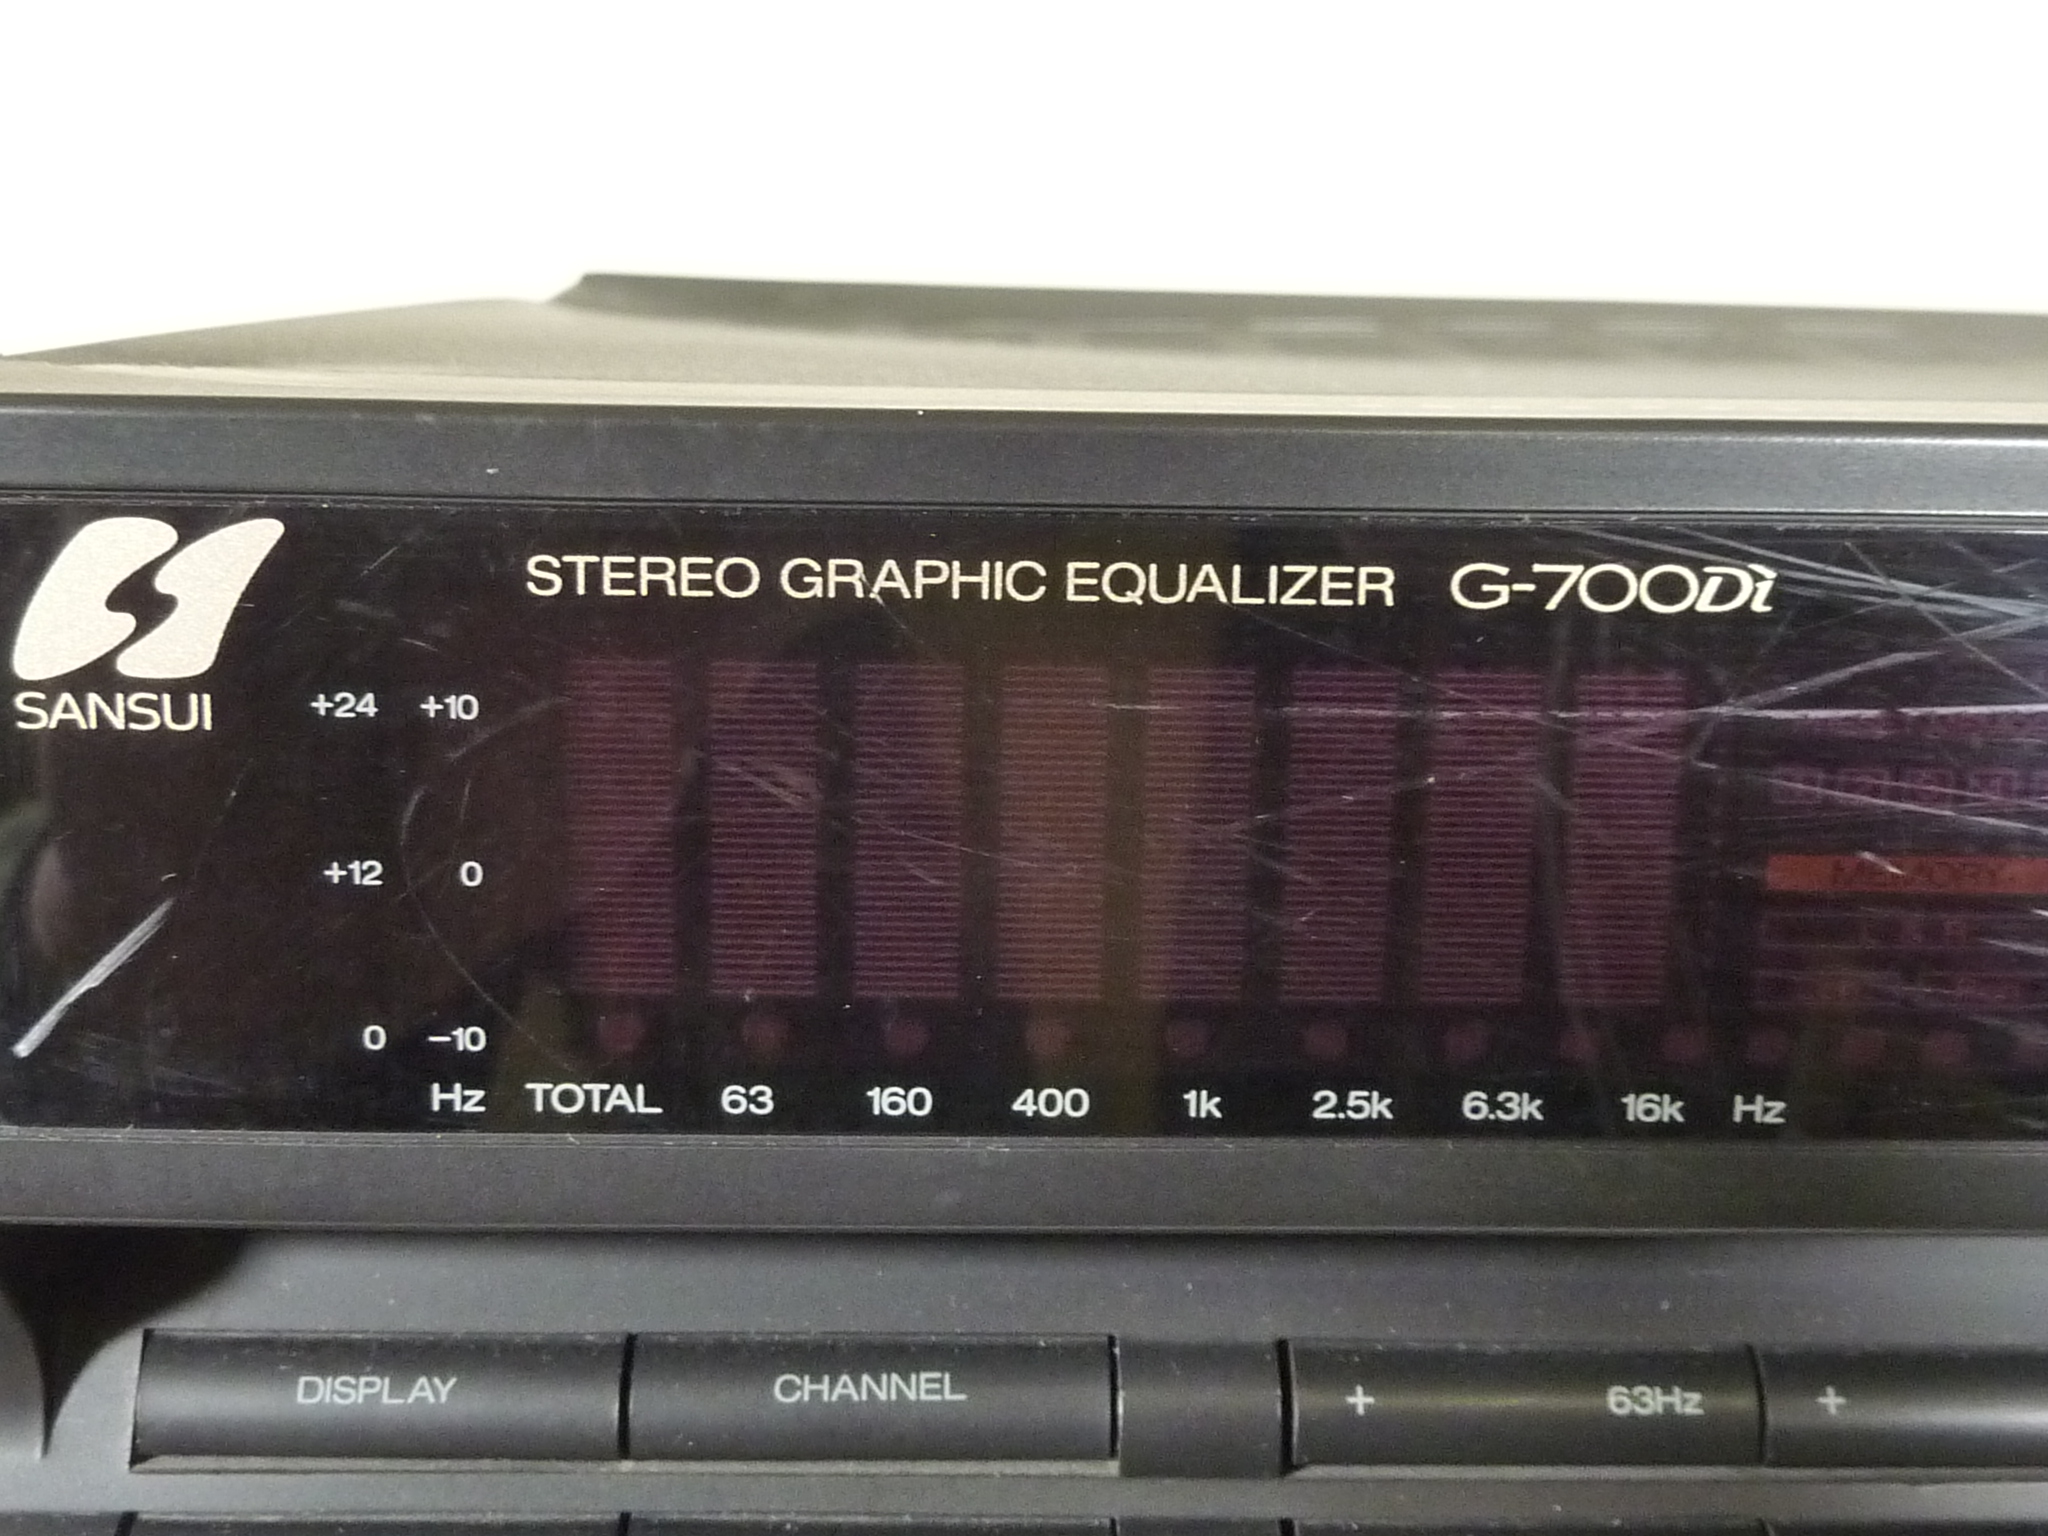 STEREO GRAPHIC EQUALIZER G-700Di
SANSUI
+24 +10
MEMORY
+12 0
0 -10
Hz TOTAL 63 160 400 1k 2.5k 6.3k 16k Hz
DISPLAY CHANNEL + 63Hz +